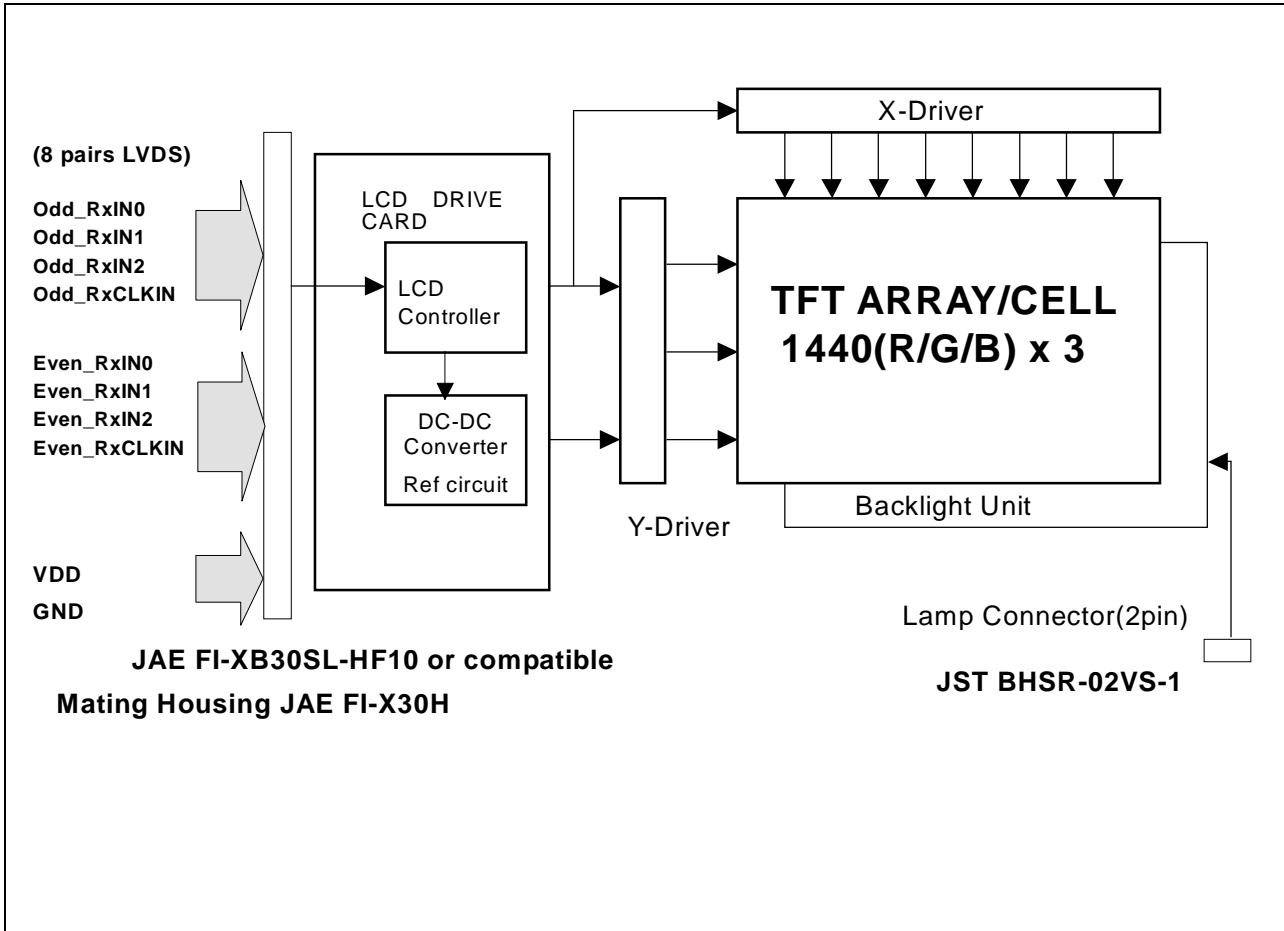 (8 pairs LVDS)
Odd_RxIN0
Odd_RxIN1
Odd_RxIN2
Odd_RxCLKIN
Even_RxIN0
Even_RxIN1
Even_RxIN2
Even_RxCLKIN
VDD
GND
LCD DRIVE
CARD
LCD
Controller
DC-DC
Converter
Ref circuit
X-Driver
Y-Driver
TFT ARRAY/CELL
1440(R/G/B) x 3
Backlight Unit
Lamp Connector(2pin)
JST BHSR-02VS-1
JAE FI-XB30SL-HF10 or compatible
Mating Housing JAE FI-X30H